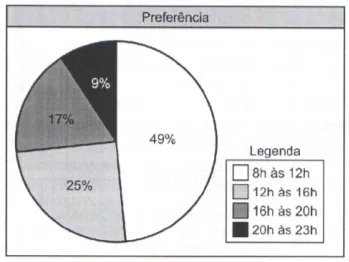 Preferência
9%
17%
49%
25%
Legenda
8h às 12h
12h às 16h
16h às 20h
20h às 23h